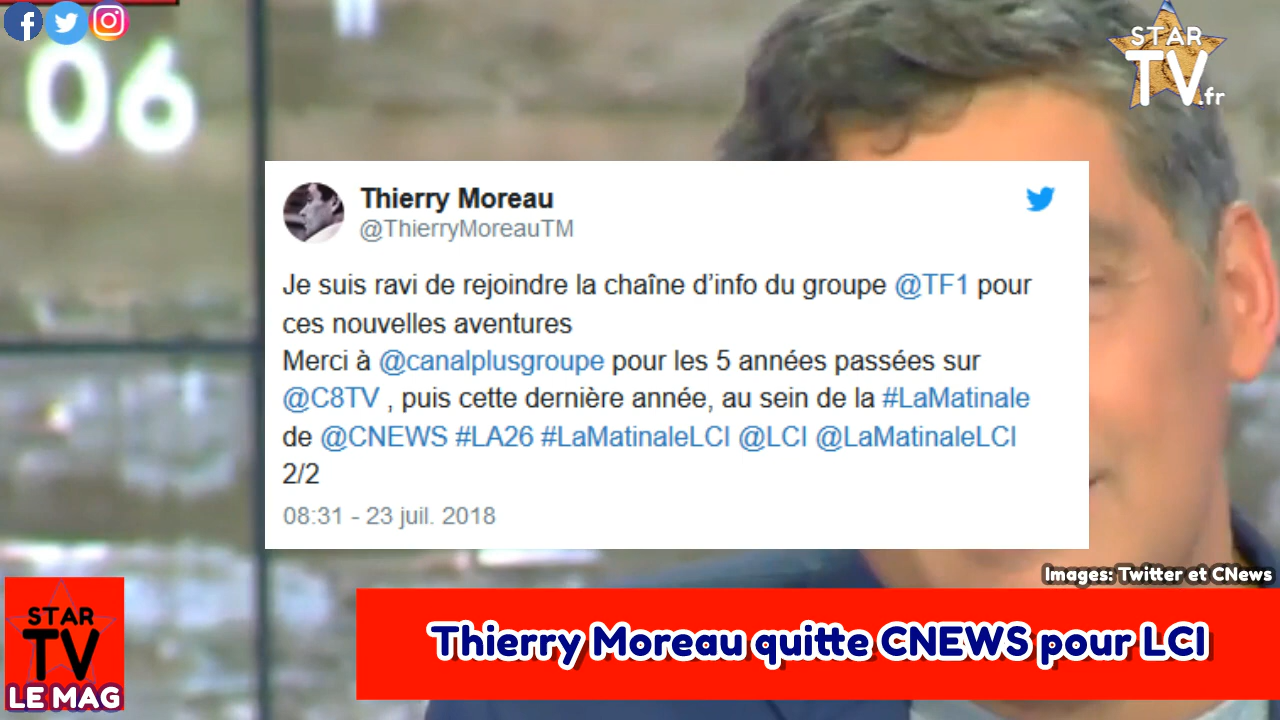 06
STAR
TV.fr
Thierry Moreau
@ThierryMoreauTM
Je suis ravi de rejoindre la chaîne d’info du groupe @TF1 pour
ces nouvelles aventures
Merci à @canalplusgroupe pour les 5 années passées sur
@C8TV , puis cette dernière année, au sein de la #LaMatinale
de @CNEWS #LA26 #LaMatinaleLCI @LCI @LaMatinaleLCI
2/2
08:31 - 23 juil. 2018
Images: Twitter et CNews
STAR
TV
LE MAG
Thierry Moreau quitte CNEWS pour LCI